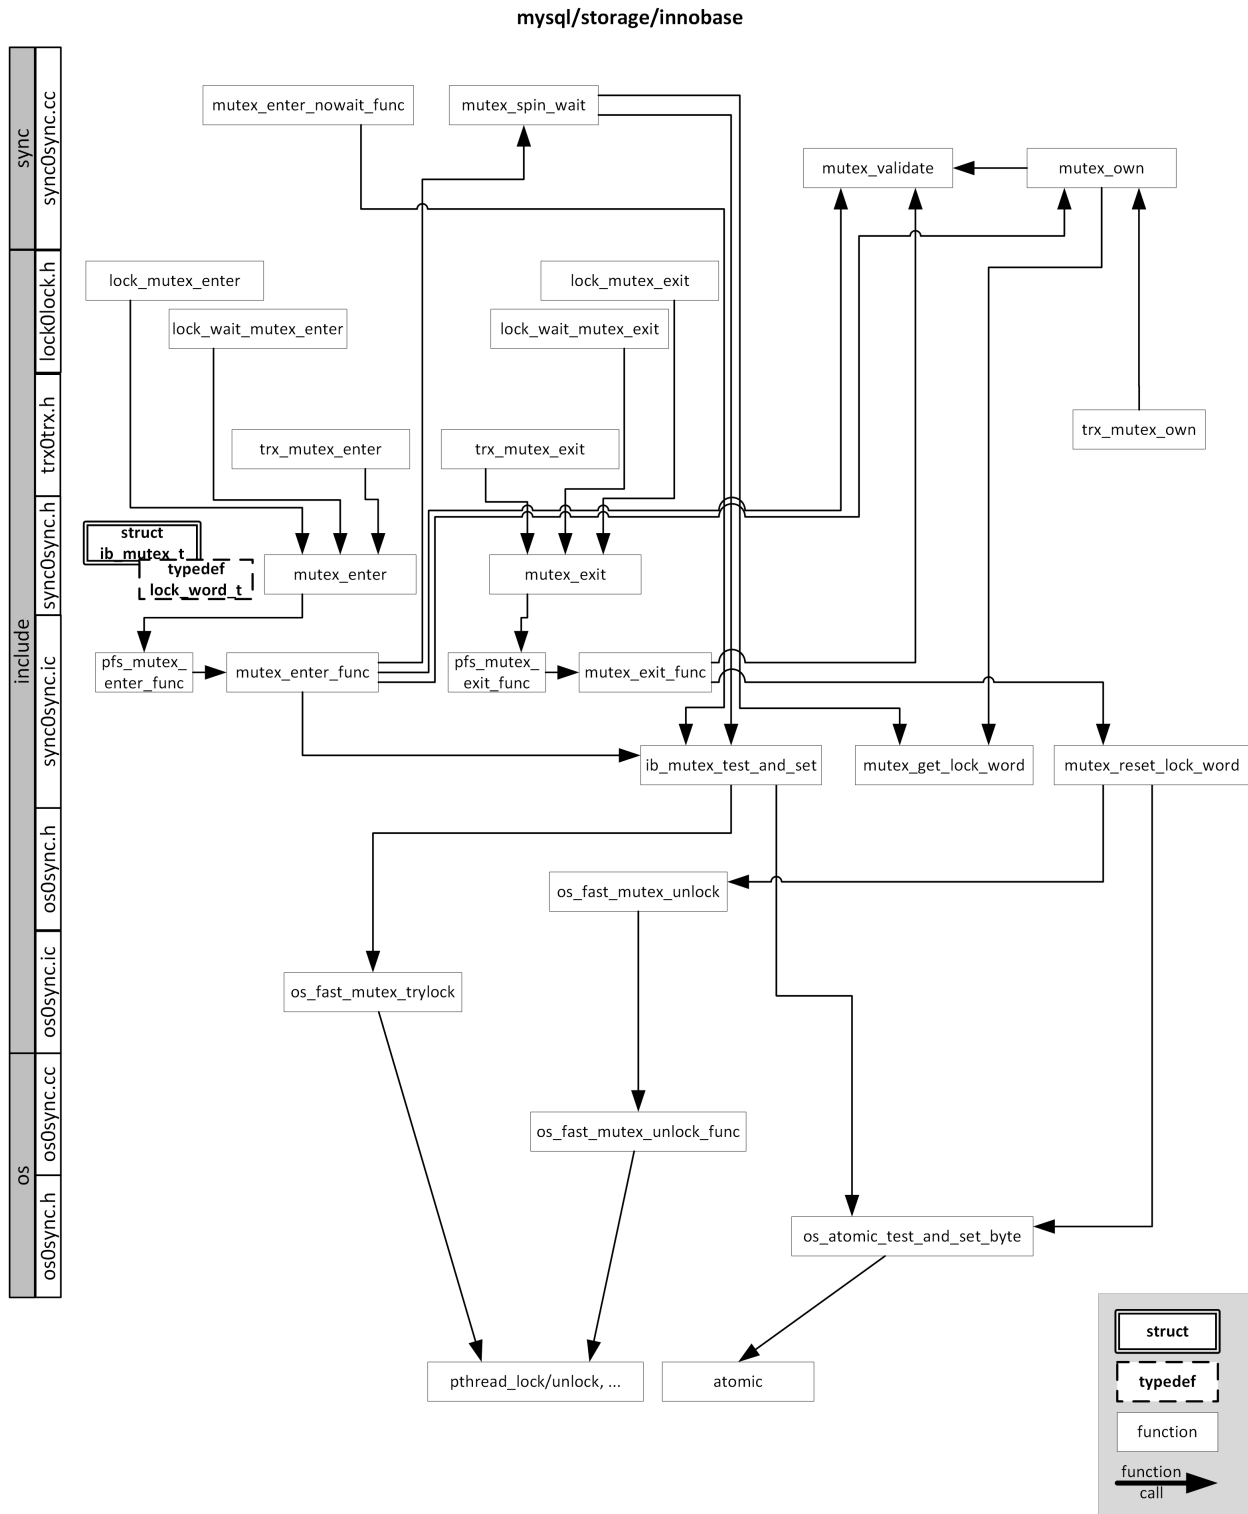 mysql/storage/innobase
sync
sync0sync.cc
mutex_enter_nowait_func
mutex_spin_wait
mutex_validate
mutex_own
include
lock0lock.h
lock_mutex_enter
lock_mutex_exit
lock_wait_mutex_enter
lock_wait_mutex_exit
trx0trx.h
trx_mutex_own
trx_mutex_enter
trx_mutex_exit
sync0sync.h
struct
ib_mutex_t
typedef
lock_word_t
mutex_enter
mutex_exit
sync0sync.ic
pfs_mutex_
enter_func
mutex_enter_func
pfs_mutex_
exit_func
mutex_exit_func
ib_mutex_test_and_set
mutex_get_lock_word
mutex_reset_lock_word
os0sync.h
os_fast_mutex_unlock
os0sync.ic
os_fast_mutex_trylock
os
os0sync.cc
os_fast_mutex_unlock_func
os0sync.h
os_atomic_test_and_set_byte
pthread_lock/unlock, ...
atomic
struct
typedef
function
function
call